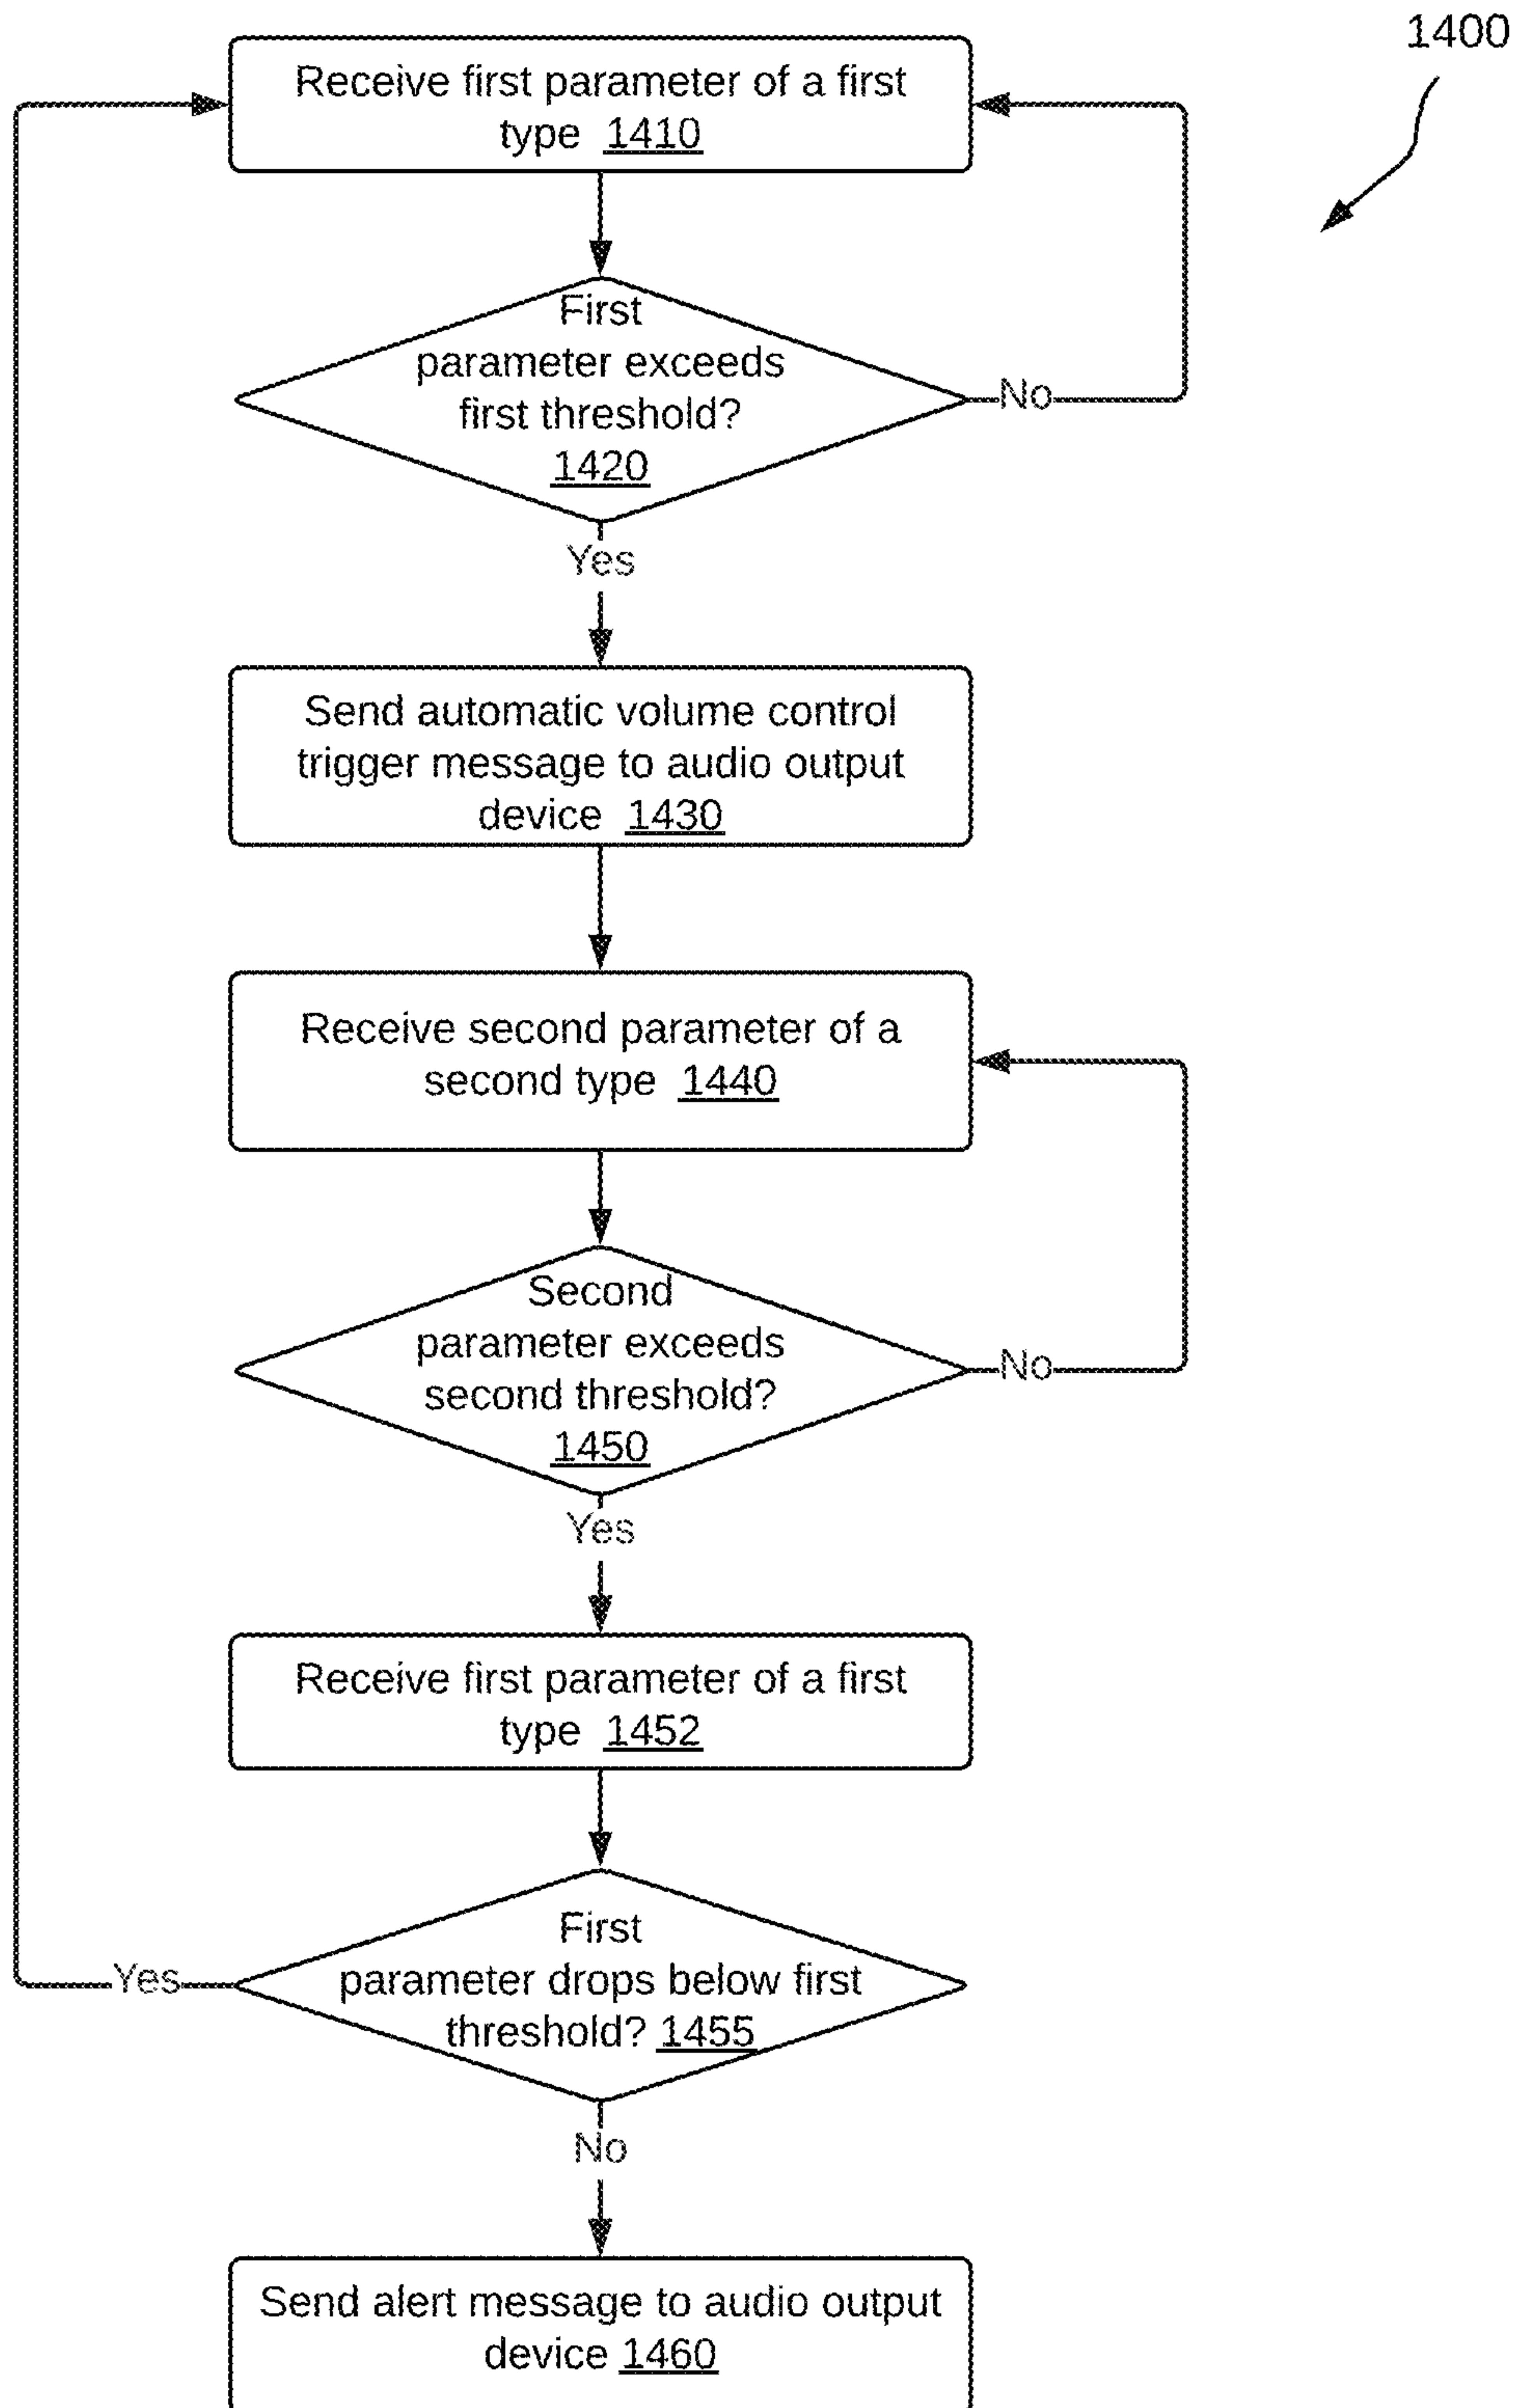 1400
Receive first parameter of a first
type 1410
First
parameter exceeds
first threshold?
1420
No
Yes
Send automatic volume control
trigger message to audio output
device 1430
Receive second parameter of a
second type 1440
Second
parameter exceeds
second threshold?
1450
No
Yes
Receive first parameter of a first
type 1452
First
parameter drops below first
threshold? 1455
Yes
No
Send alert message to audio output
device 1460